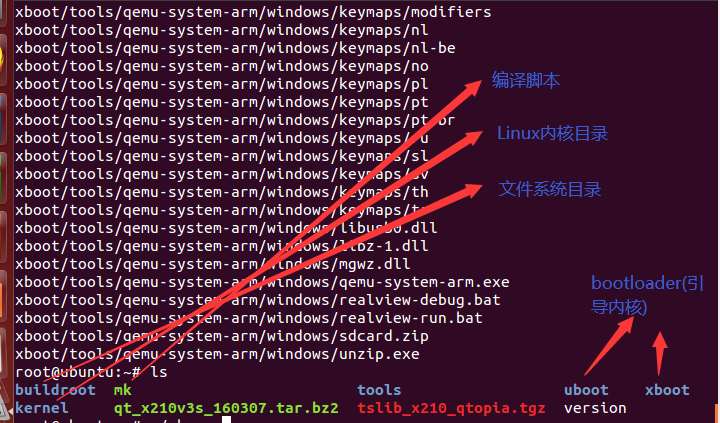 xboot/tools/qemu-system-arm/windows/keymaps/modifiers
xboot/tools/qemu-system-arm/windows/keymaps/nl
xboot/tools/qemu-system-arm/windows/keymaps/nl-be
xboot/tools/qemu-system-arm/windows/keymaps/no
xboot/tools/qemu-system-arm/windows/keymaps/pl
编译脚本
xboot/tools/qemu-system-arm/windows/keymaps/pt
xboot/tools/qemu-system-arm/windows/keymaps/pt-br
xboot/tools/qemu-system-arm/windows/keymaps/
Linux内核目录
xboot/tools/qemu-system-arm/windows/keymaps/sl
xboot/tools/qemu-system-arm/windows/keymaps/sv
xboot/tools/qemu-system-arm/windows/keymaps/th
文件系统目录
xboot/tools/qemu-system-arm/windows/keymaps/
xboot/tools/qemu-system-arm/windows/libusb0.dll
xboot/tools/qemu-system-arm/windows/libz-1.dll
xboot/tools/qemu-system-arm/windows/mgwz.dll
xboot/tools/qemu-system-arm/windows/qemu-system-arm.exe
xboot/tools/qemu-system-arm/windows/realview-debug.bat
xboot/tools/qemu-system-arm/windows/realview-run.bat
xboot/tools/qemu-system-arm/windows/sdcard.zip
xboot/tools/qemu-system-arm/windows/unzip.exe
bootloader(引
导内核)
root@ubuntu:~# ls
buildroot mk tools uboot xboot
kernel qt_x210v3s_160307.tar.bz2 tslib_x210_qtopia.tgz version